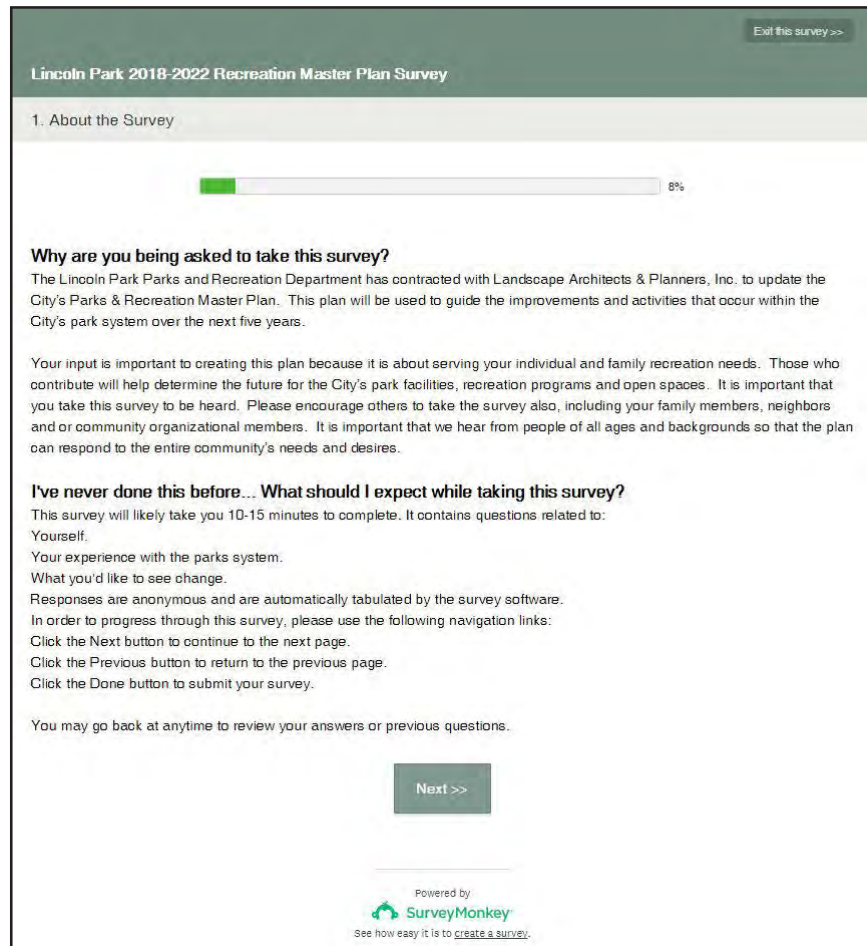 Exit this survey >>
Lincoln Park 2018-2022 Recreation Master Plan Survey
1. About the Survey
8%
Why are you being asked to take this survey?
The Lincoln Park Parks and Recreation Department has contracted with Landscape Architects & Planners, Inc. to update the
City's Parks & Recreation Master Plan. This plan will be used to guide the improvements and activities that occur within the
City's park system over the next five years.
Your input is important to creating this plan because it is about serving your individual and family recreation needs. Those who
contribute will help determine the future for the City's park facilities, recreation programs and open spaces. It is important that
you take this survey to be heard. Please encourage others to take the survey also, including your family members, neighbors
and or community organizational members. It is important that we hear from people of all ages and backgrounds so that the plan
can respond to the entire community's needs and desires.
I've never done this before... What should I expect while taking this survey?
This survey will likely take you 10-15 minutes to complete. It contains questions related to:
Yourself.
Your experience with the parks system.
What you'd like to see change.
Responses are anonymous and are automatically tabulated by the survey software.
In order to progress through this survey, please use the following navigation links:
Click the Next button to continue to the next page.
Click the Previous button to return to the previous page.
Click the Done button to submit your survey.
You may go back at anytime to review your answers or previous questions.
Next >>
Powered by
SurveyMonkey
See how easy it is to create a survey.